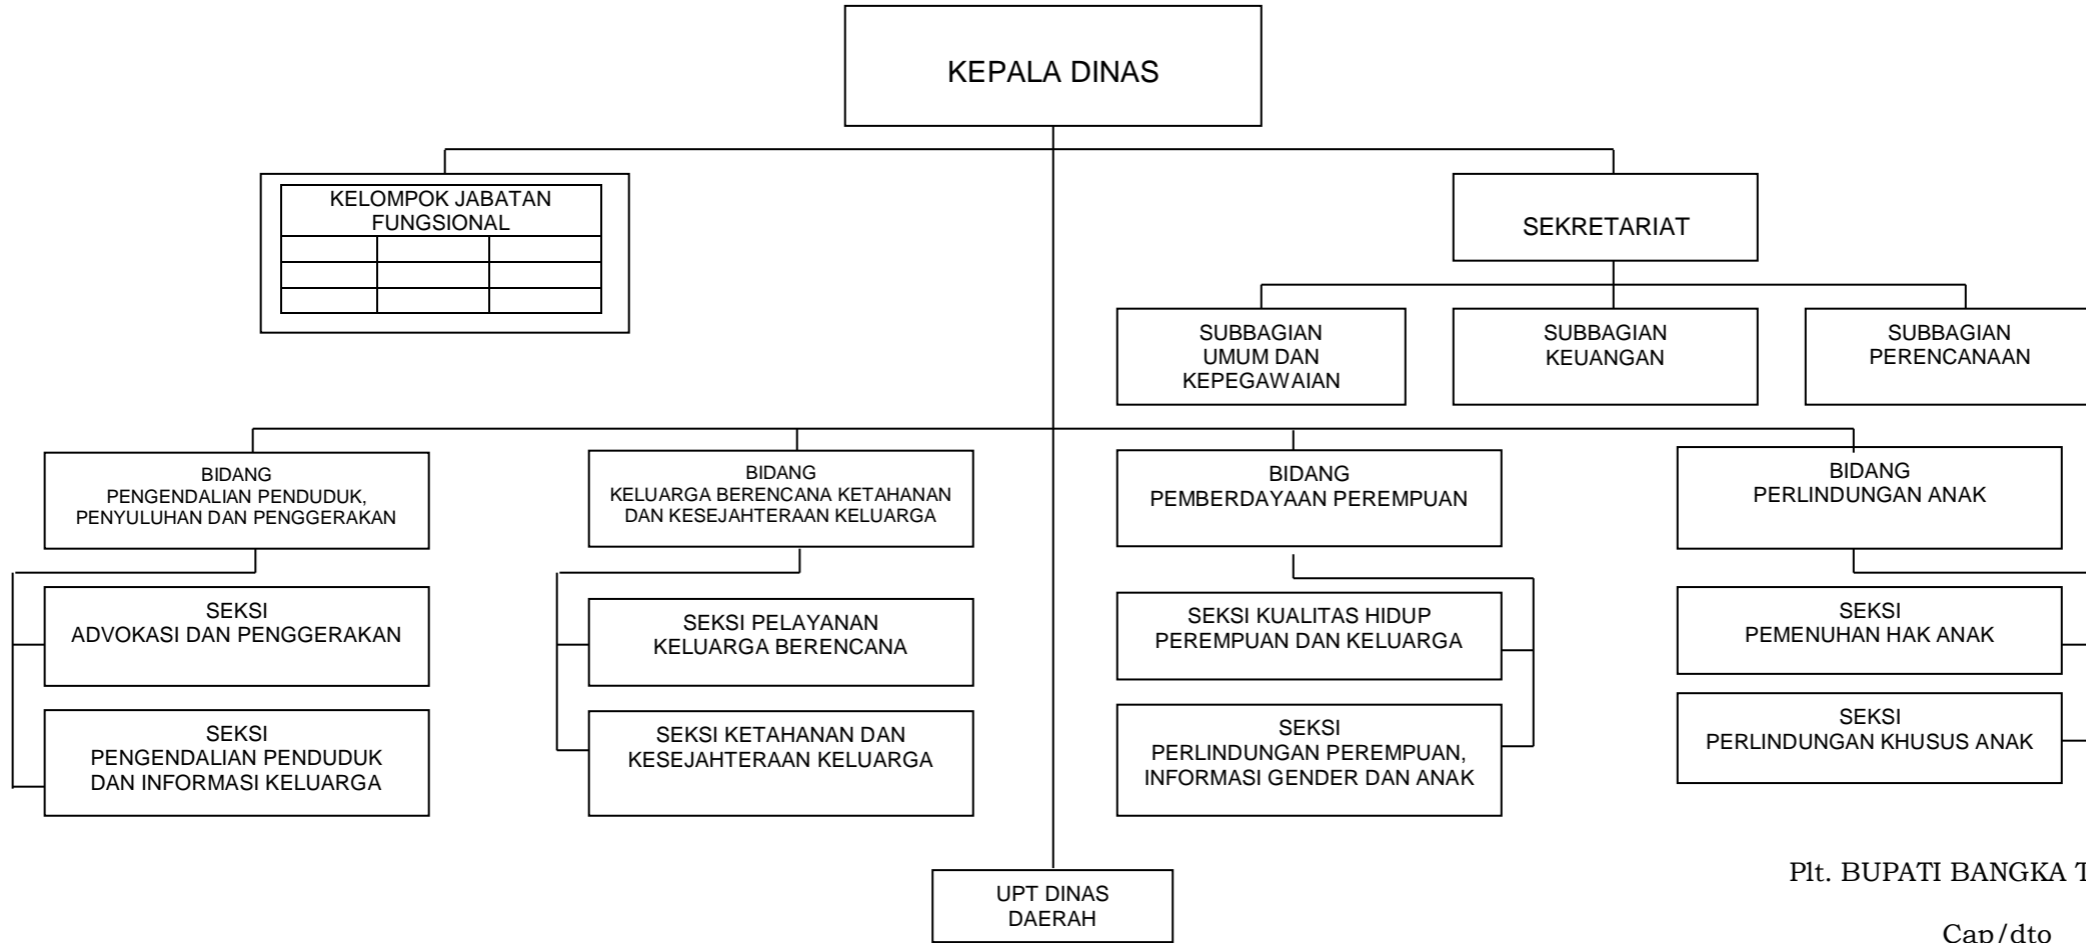 KEPALA DINAS
KELOMPOK JABATAN
FUNGSIONAL
SEKRETARIAT
SUBBAGIAN
UMUM DAN
KEPEGAWAIAN
SUBBAGIAN
KEUANGAN
SUBBAGIAN
PERENCANAAN
BIDANG
PENGENDALIAN PENDUDUK,
PENYULUHAN DAN PENGGERAKAN
BIDANG
KELUARGA BERENCANA KETAHANAN
DAN KESEJAHTERAAN KELUARGA
BIDANG
PEMBERDAYAAN PEREMPUAN
BIDANG
PERLINDUNGAN ANAK
SEKSI
ADVOKASI DAN PENGGERAKAN
SEKSI PELAYANAN
KELUARGA BERENCANA
SEKSI KUALITAS HIDUP
PEREMPUAN DAN KELUARGA
SEKSI
PEMENUHAN HAK ANAK
SEKSI
PENGENDALIAN PENDUDUK
DAN INFORMASI KELUARGA
SEKSI KETAHANAN DAN
KESEJAHTERAAN KELUARGA
SEKSI
PERLINDUNGAN PEREMPUAN,
INFORMASI GENDER DAN ANAK
SEKSI
PERLINDUNGAN KHUSUS ANAK
UPT DINAS
DAERAH
Plt. BUPATI BANGKA
Cap/dto